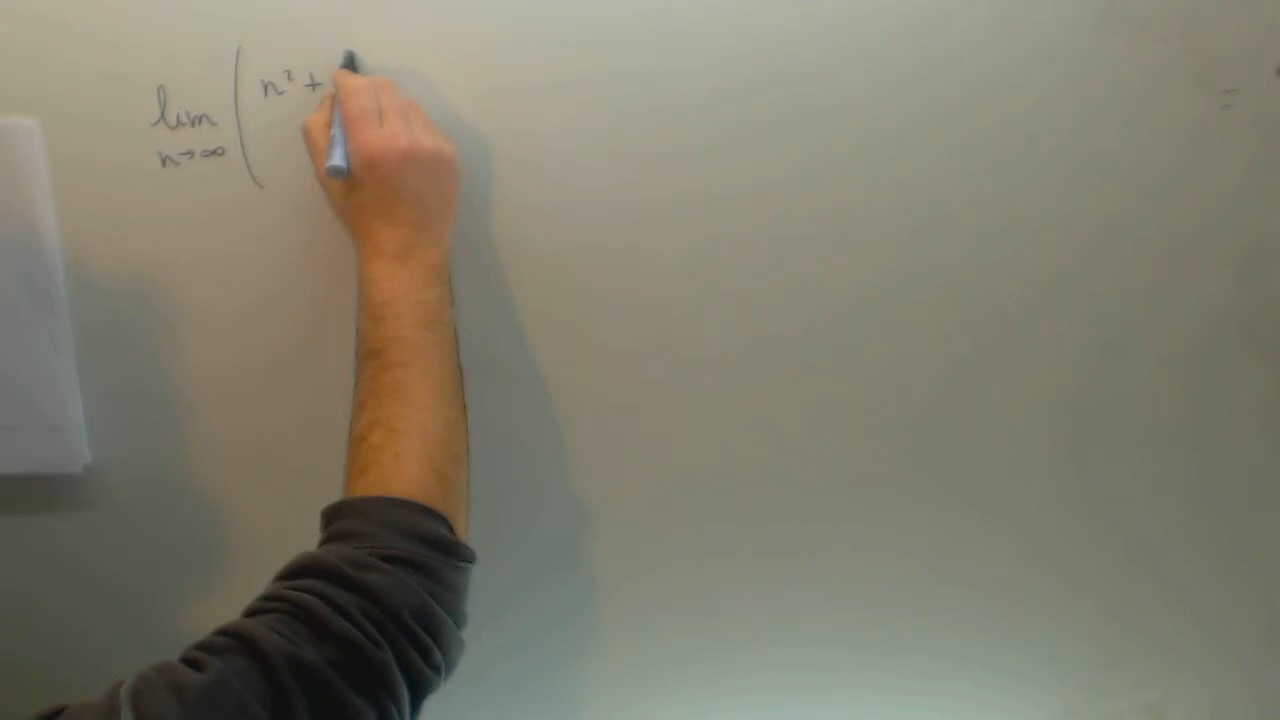 lim ( n² +
n→∞
=